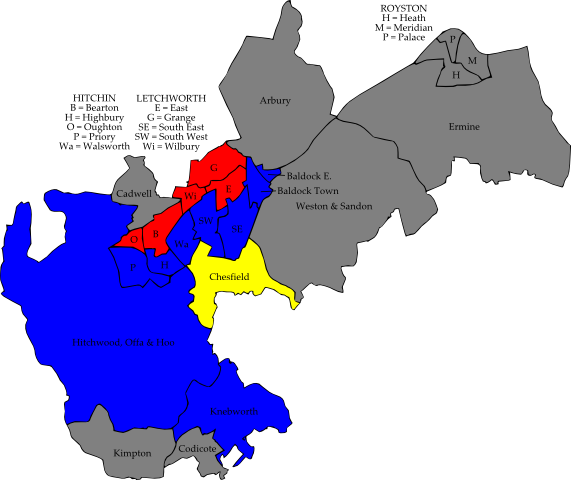 ROYSTON
H = Heath
M = Meridian
P = Palace
P
M
H
HITCHIN
B = Bearton
H = Highbury
O = Oughton
P = Priory
Wa = Walsworth
LETCHWORTH
E = East
G = Grange
SE = South East
SW = South West
Wi = Wilbury
Arbury
Ermine
G
Baldock E.
E
Baldock Town
Cadwell
Wi
Weston & Sandon
SW
SE
B
O
Wa
P
H
Chesfield
Hitchwood, Offa & Hoo
Knebworth
Codicote
Kimpton